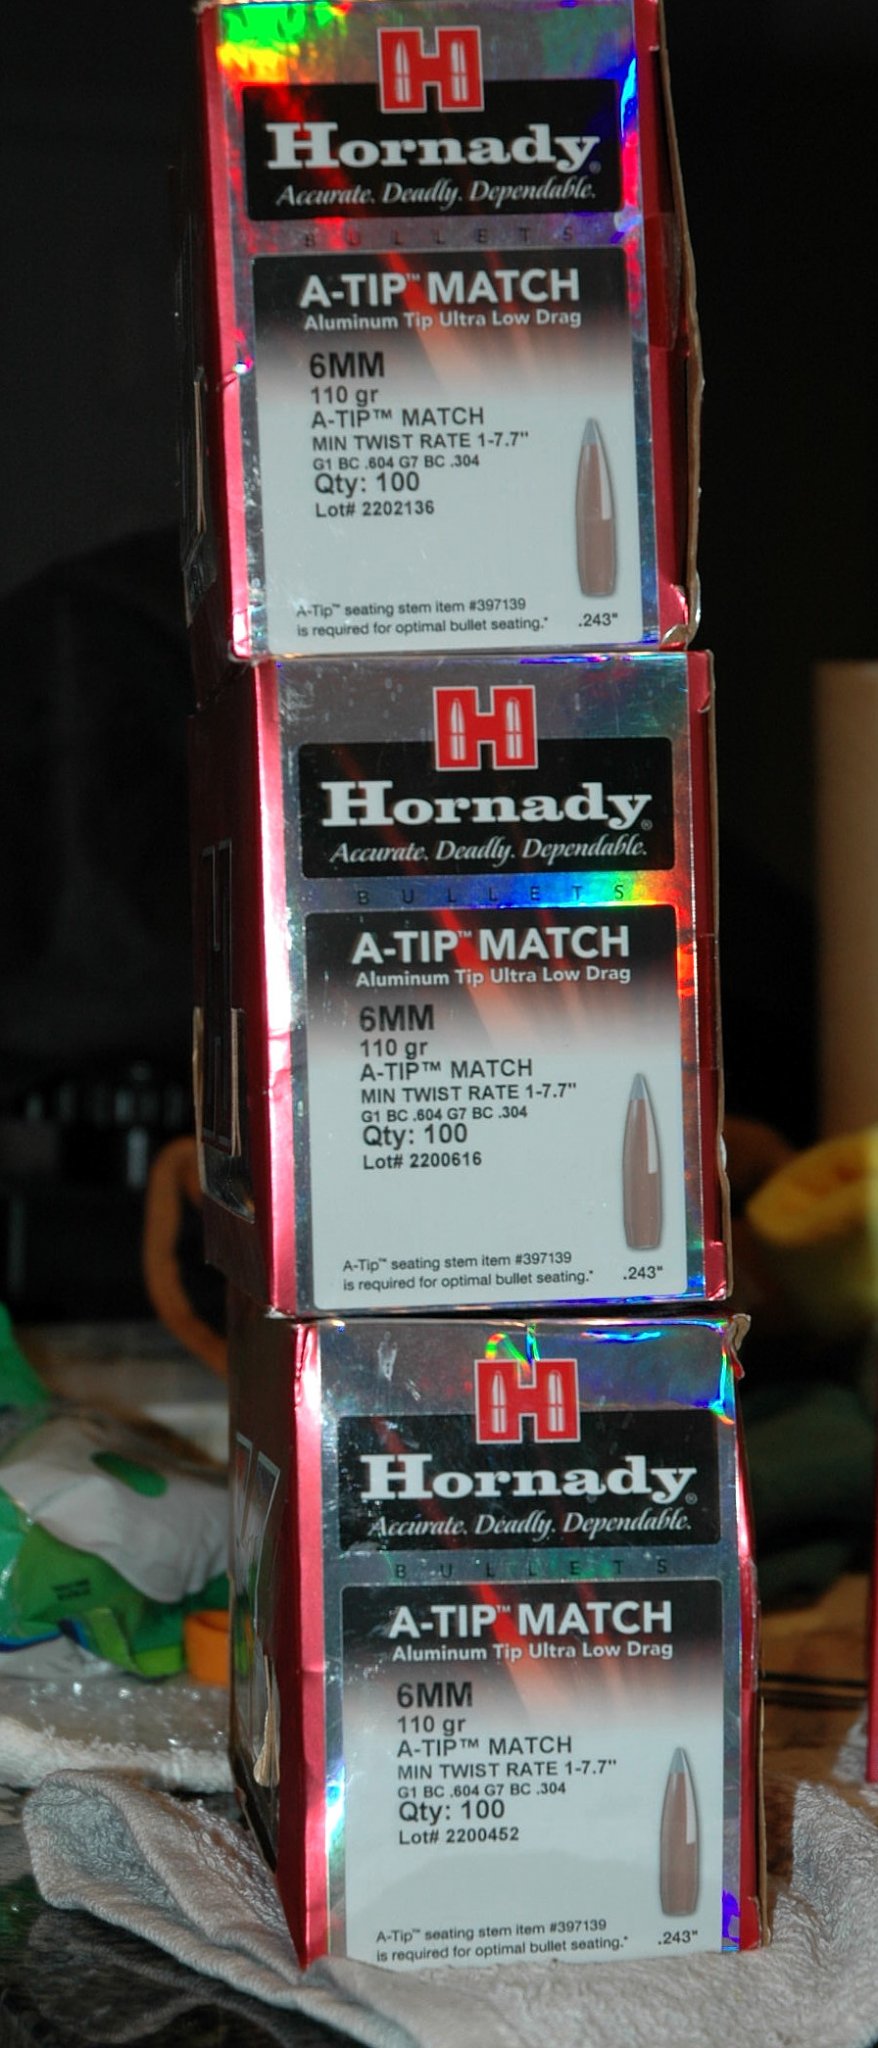 H
Hornady®
Accurate. Deadly. Dependable.
BULLETS
A-TIP™ MATCH
Aluminum Tip Ultra Low Drag
6MM
110 gr
A-TIP™ MATCH
MIN TWIST RATE 1-7.7"
G1 BC .604 G7 BC .304
Qty: 100
Lot# 2202136
A-Tip™ seating stem item #397139
is required for optimal bullet seating.*
.243"
H
Hornady®
Accurate. Deadly. Dependable.
BULLETS
A-TIP™ MATCH
Aluminum Tip Ultra Low Drag
6MM
110 gr
A-TIP™ MATCH
MIN TWIST RATE 1-7.7"
G1 BC .604 G7 BC .304
Qty: 100
Lot# 2200616
A-Tip™ seating stem item #397139
is required for optimal bullet seating.*
.243"
H
Hornady®
Accurate. Deadly. Dependable.
BULLETS
A-TIP™ MATCH
Aluminum Tip Ultra Low Drag
6MM
110 gr
A-TIP™ MATCH
MIN TWIST RATE 1-7.7"
G1 BC .604 G7 BC .304
Qty: 100
Lot# 2200452
A-Tip™ seating stem item #397139
is required for optimal bullet seating.*
.243"